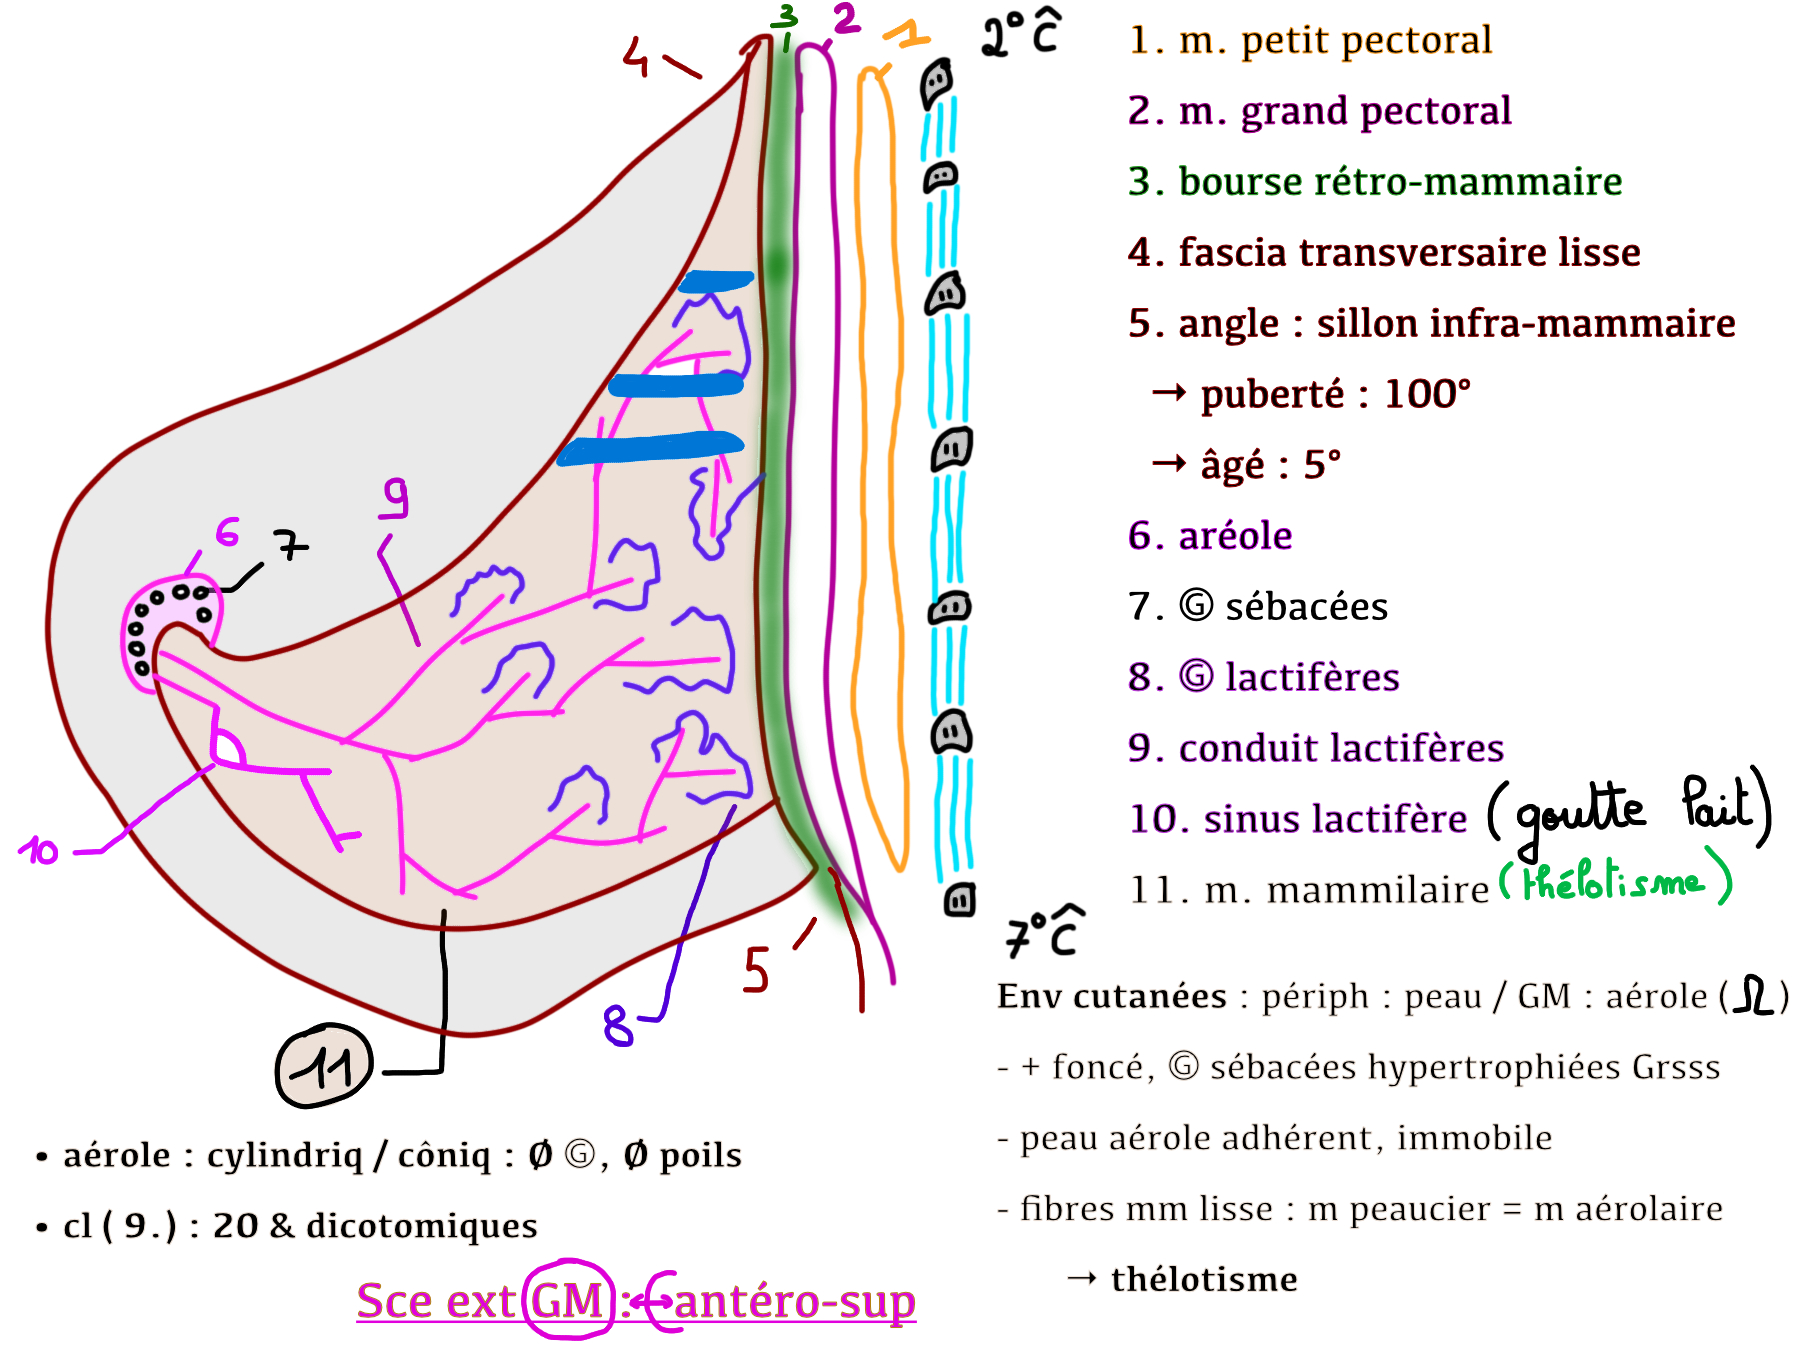 3
2
1
4
2° Ĉ
1. m. petit pectoral
2. m. grand pectoral
3. bourse rétro-mammaire
4. fascia transversaire lisse
5. angle : sillon infra-mammaire
→ puberté : 100°
→ âgé : 5°
6. aréole
7. Ⓖ sébacées
8. Ⓖ lactifères
9. conduit lactifères
10. sinus lactifère (goutte lait)
11. m. mammilaire (thélotisme)
9
6
7
10
5
8
11
7° Ĉ
Env cutanées : périph : peau / GM : aérole (Ω)
- + foncé, Ⓖ sébacées hypertrophiées Grsss
- peau aérole adhérent, immobile
- fibres mm lisse : m peaucier = m aérolaire
→ thélotisme
• aérole : cylindriq / côniq : Ø Ⓖ, Ø poils
• cl ( 9.) : 20 & dicotomiques
Sce ext GM : ↔ antéro-sup